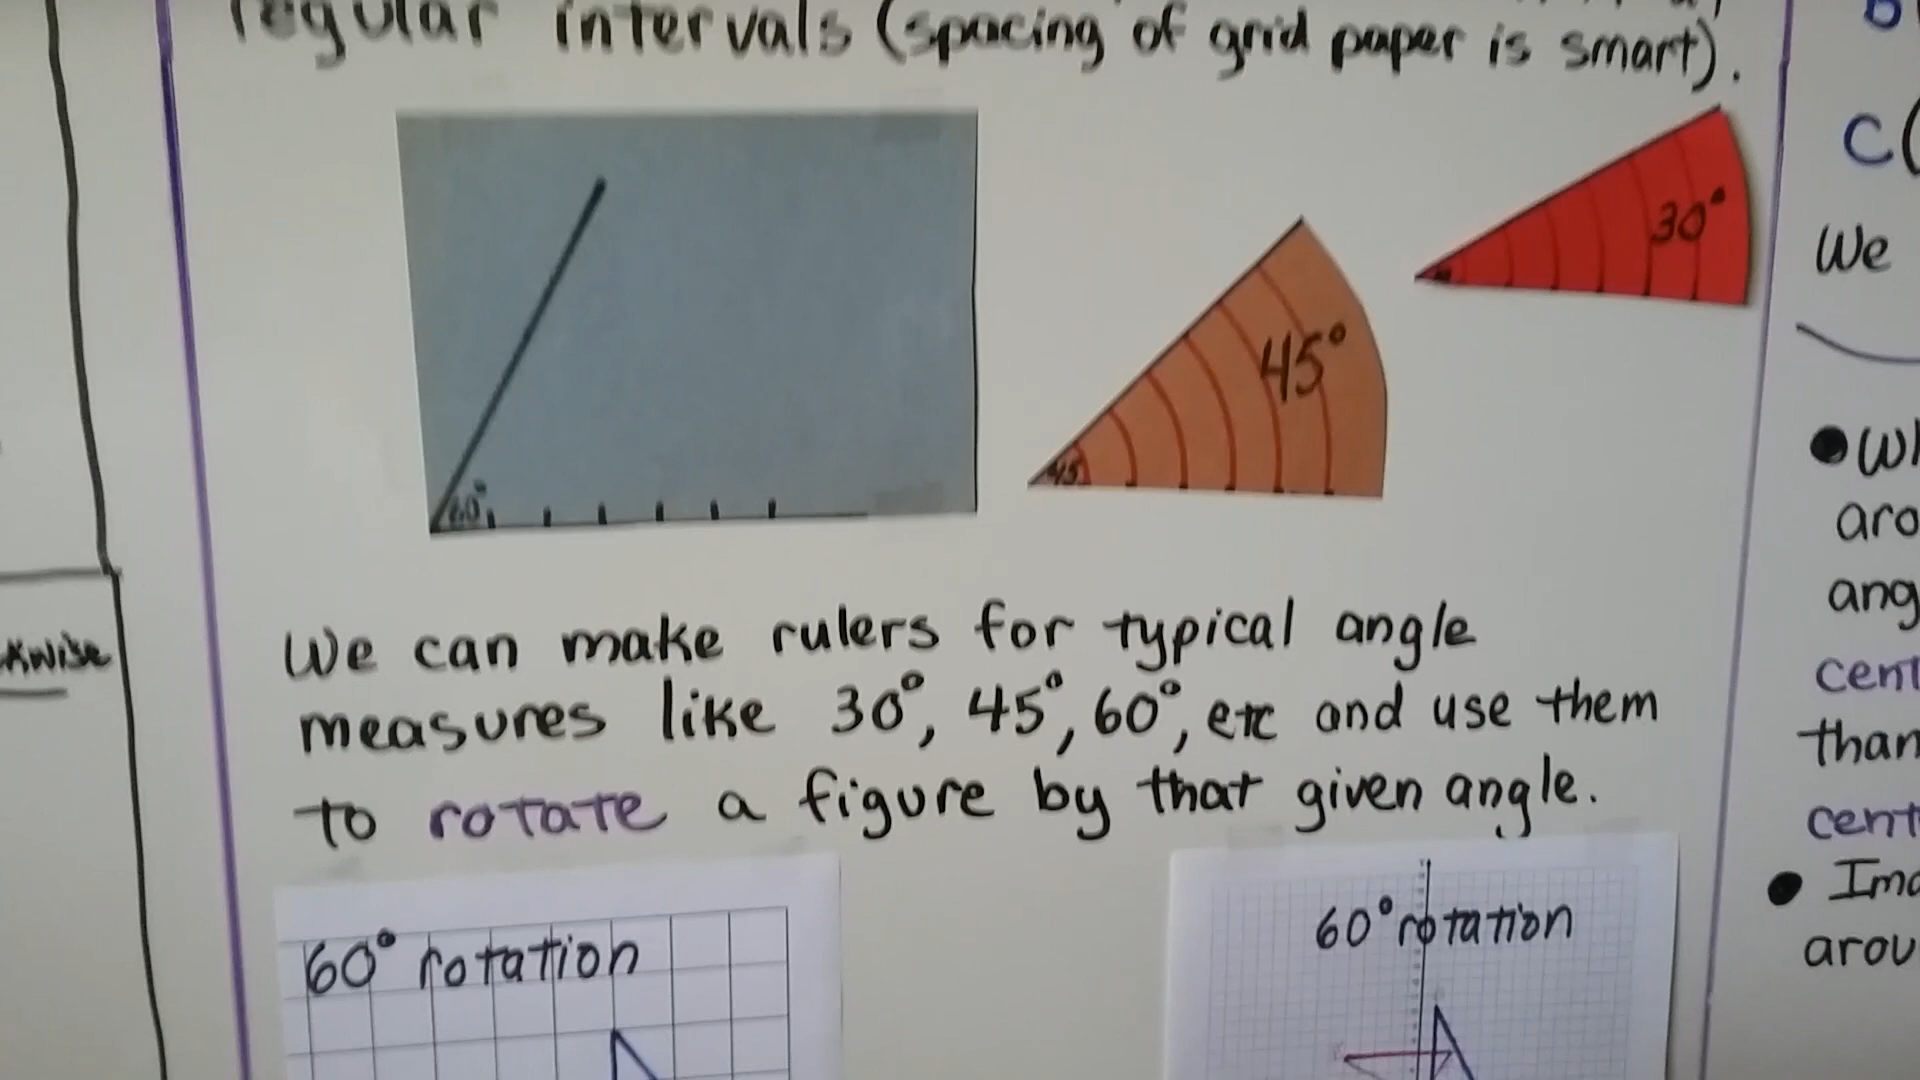 regular intervals (spacing of grid paper is smart).
60°
45°
45
30°
We can make rulers for typical angle
measures like 30°, 45°, 60°, etc and use them
to rotate a figure by that given angle.
60° rotation
60° rotation
C(
We
aro
ang
cent
than
cent
arou